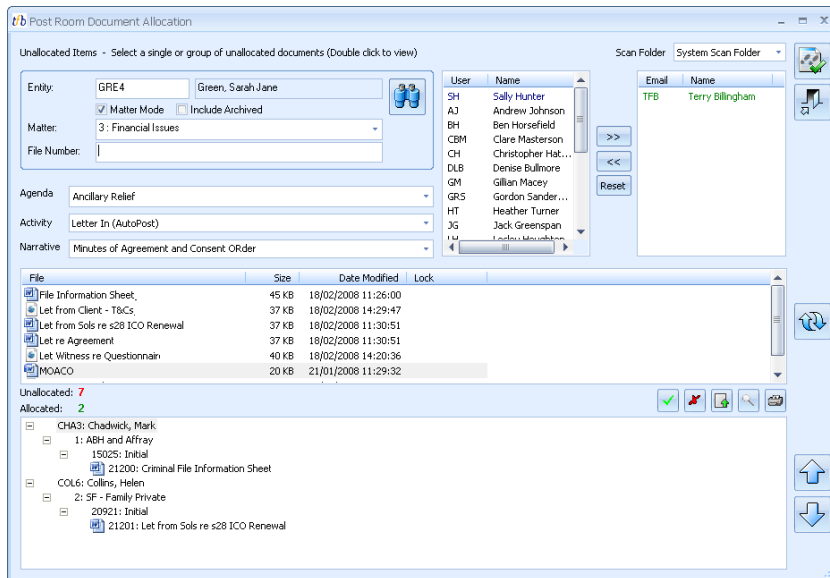 tfb Post Room Document Allocation
Unallocated Items - Select a single or group of unallocated documents (Double click to view)
Scan Folder System Scan Folder
Entity: GRE4 Green, Sarah Jane
Matter Mode Include Archived
Matter: 3 : Financial Issues
File Number:
Agenda Ancillary Relief
Activity Letter In (AutoPost)
Narrative Minutes of Agreement and Consent ORder
User Name
SH Sally Hunter
AJ Andrew Johnson
BH Ben Horsefield
CBM Clare Masterson
CH Christopher Hat...
DLB Denise Bullmore
GM Gillian Macey
GRS Gordon Sander...
HT Heather Turner
JG Jack Greenspan
LH Lesley Houghton
>>
<<
Reset
Email Name
TFB Terry Billingham
File Size Date Modified Lock
File Information Sheet 45 KB 18/02/2008 11:26:00
Let from Client - T&Cs 37 KB 18/02/2008 14:29:47
Let from Sols re s28 ICO Renewal 37 KB 18/02/2008 11:30:51
Let re Agreement 37 KB 18/02/2008 11:30:51
Let Witness re Questionnair 40 KB 18/02/2008 14:20:36
MOACO 20 KB 21/01/2008 11:29:32
Unallocated: 7
Allocated: 2
CHA3: Chadwick, Mark
1: ABH and Affray
15025: Initial
21200: Criminal File Information Sheet
COL6: Collins, Helen
2: SF - Family Private
20921: Initial
21201: Let from Sols re s28 ICO Renewal